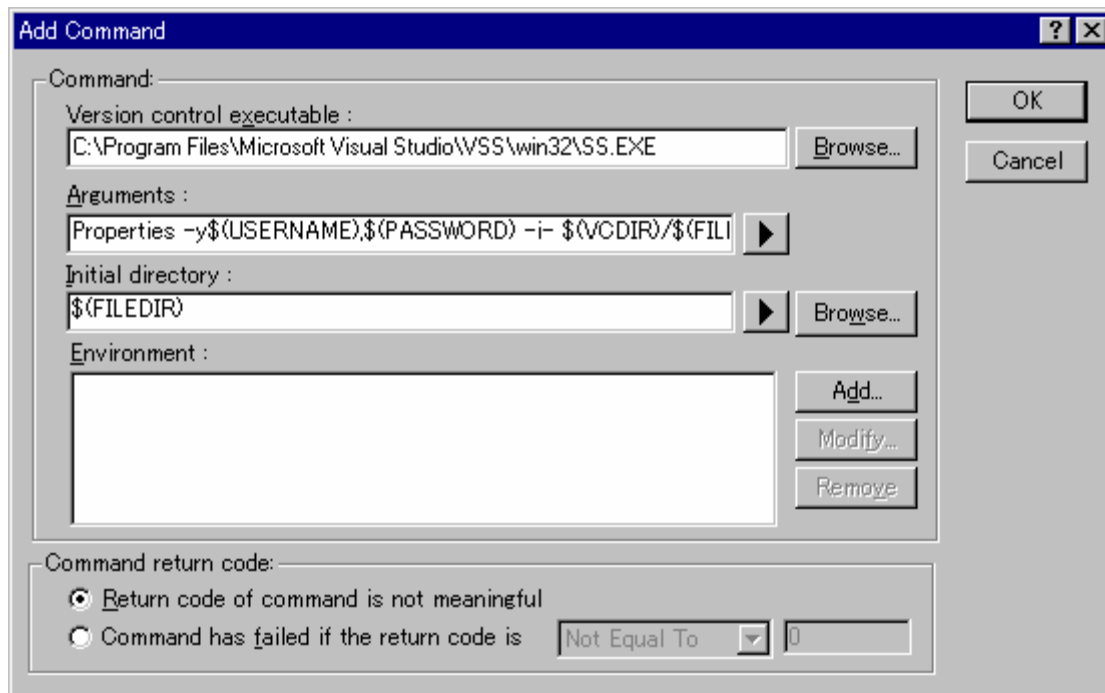 Add Command
Command:
Version control executable :
C:\Program Files\Microsoft Visual Studio\VSS\win32\SS.EXE
Browse...
OK
Cancel
Arguments :
Properties -y$(USERNAME),$(PASSWORD) -i- $(VCDIR)/$(FIL
Initial directory :
$(FILEDIR)
Browse...
Environment :
Add...
Modify...
Remove
Command return code:
Return code of command is not meaningful
Command has failed if the return code is
Not Equal To
0